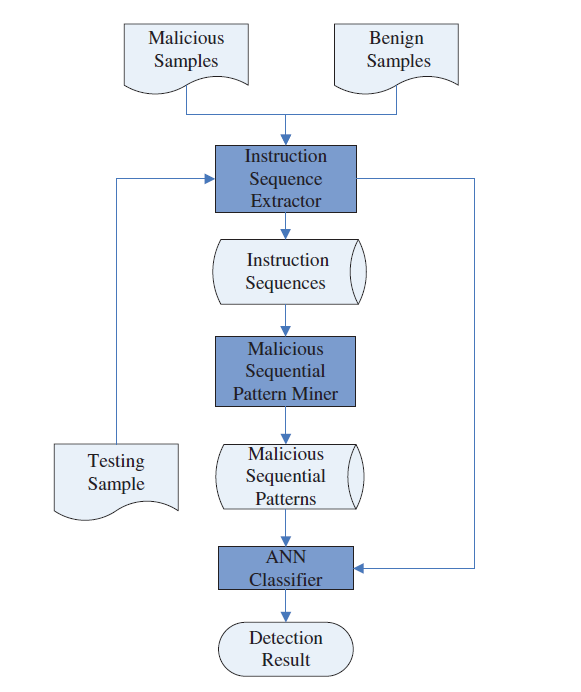 Malicious
Samples
Benign
Samples
Instruction
Sequence
Extractor
Instruction
Sequences
Malicious
Sequential
Pattern Miner
Testing
Sample
Malicious
Sequential
Patterns
ANN
Classifier
Detection
Result